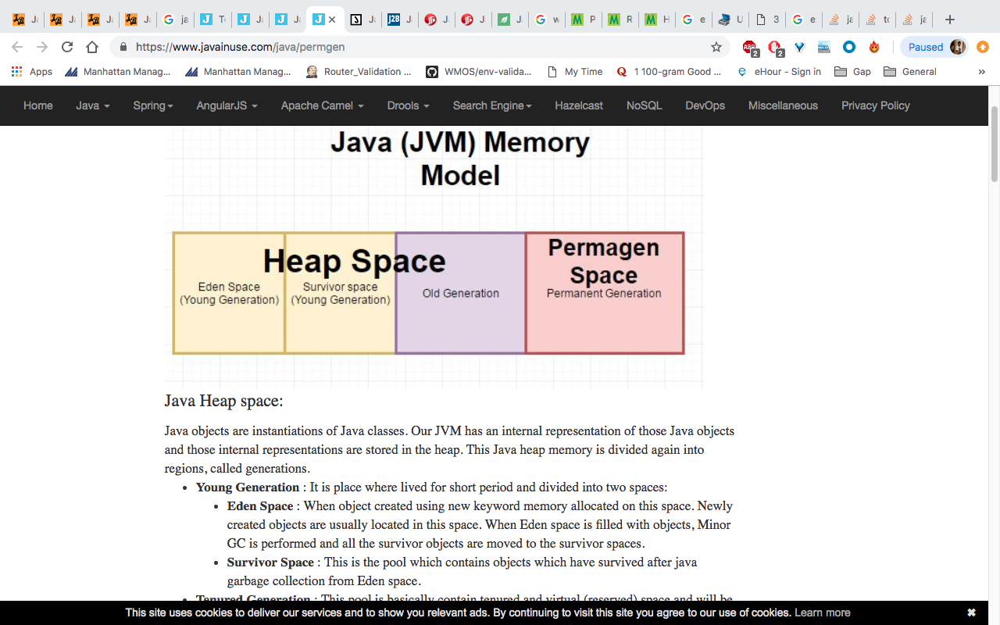 Ja
Ja
Ja
Ja
ja
To
Ja
Ja
Ja
J
J
J
J
w
P
R
H
e
U
3
e
ja
to
ja
https://www.javainuse.com/java/permgen
ABP
2
2
Paused
Apps
Manhattan Manag...
Manhattan Manag...
Router_Validation ...
WMOS/env-valida...
My Time
1 100-gram Good ...
eHour - Sign in
Gap
General
»
Home
Java
Spring
AngularJS
Apache Camel
Drools
Search Engine
Hazelcast
NoSQL
DevOps
Miscellaneous
Privacy Policy
Java (JVM) Memory
Model
Heap Space
Eden Space
(Young Generation)
Survivor space
(Young Generation)
Old Generation
Permagen
Space
Permanent Generation
Java Heap space:
Java objects are instantiations of Java classes. Our JVM has an internal representation of those Java objects
and those internal representations are stored in the heap. This Java heap memory is divided again into
regions, called generations.
• Young Generation : It is place where lived for short period and divided into two spaces:
• Eden Space : When object created using new keyword memory allocated on this space. Newly
created objects are usually located in this space. When Eden space is filled with objects, Minor
GC is performed and all the survivor objects are moved to the survivor spaces.
• Survivor Space : This is the pool which contains objects which have survived after java
garbage collection from Eden space.
• Tenured Generation : This pool is basically contain tenured and virtual (reserved) space and will be
This site uses cookies to deliver our services and to show you relevant ads. By continuing to visit this site you agree to our use of cookies. Learn more